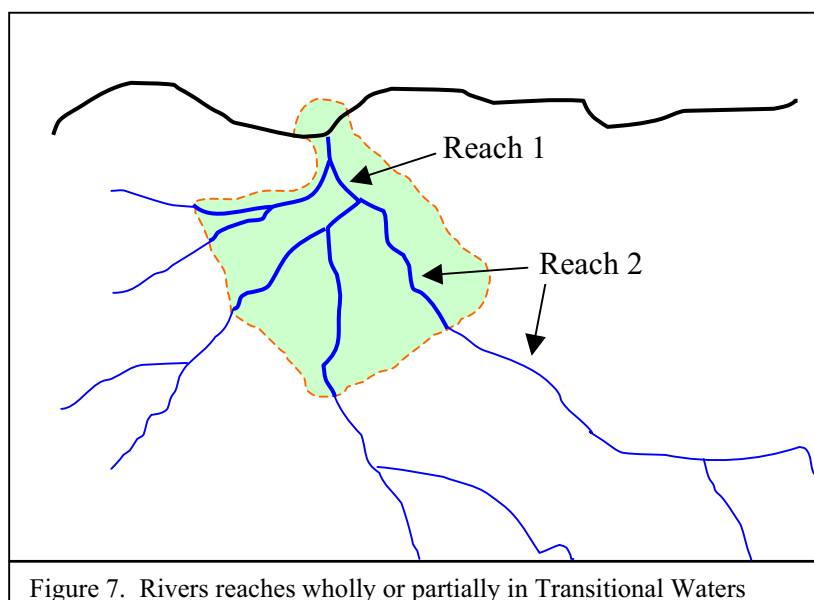 Reach 1
Reach 2
Figure 7.  Rivers reaches wholly or partially in Transitional Waters